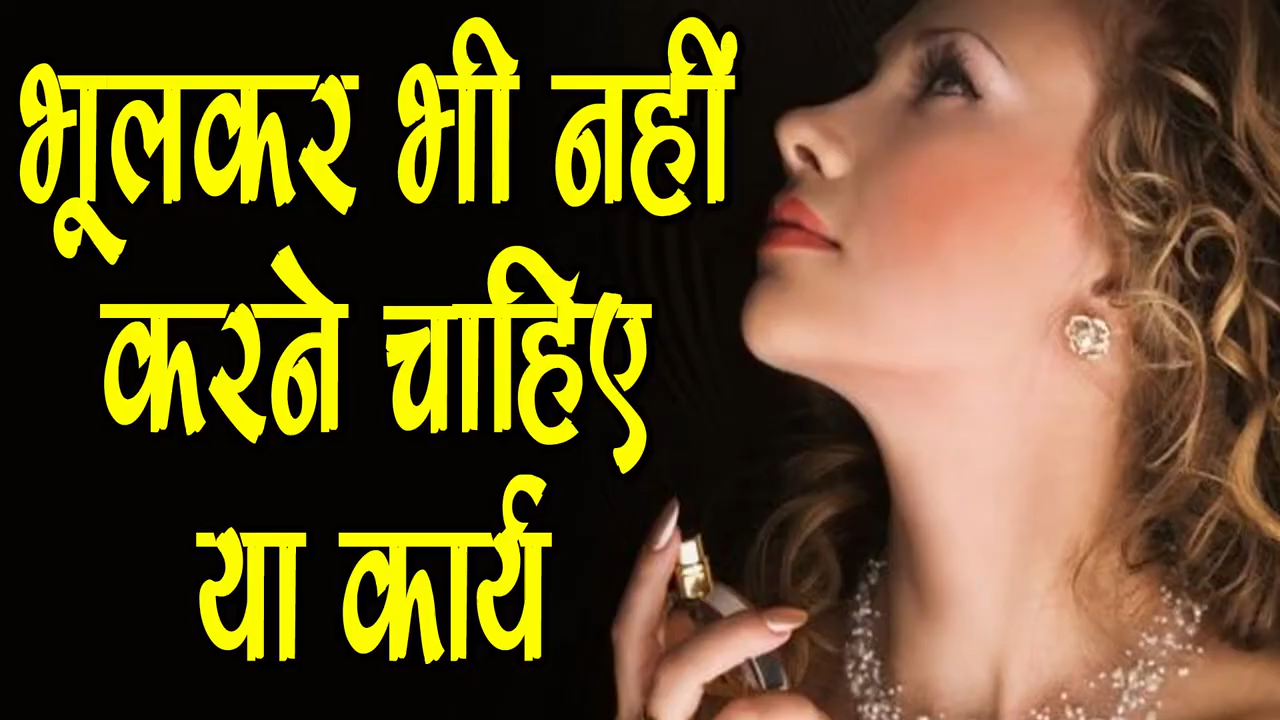 भूलकर भी नहीं
करने चाहिए
या कार्य